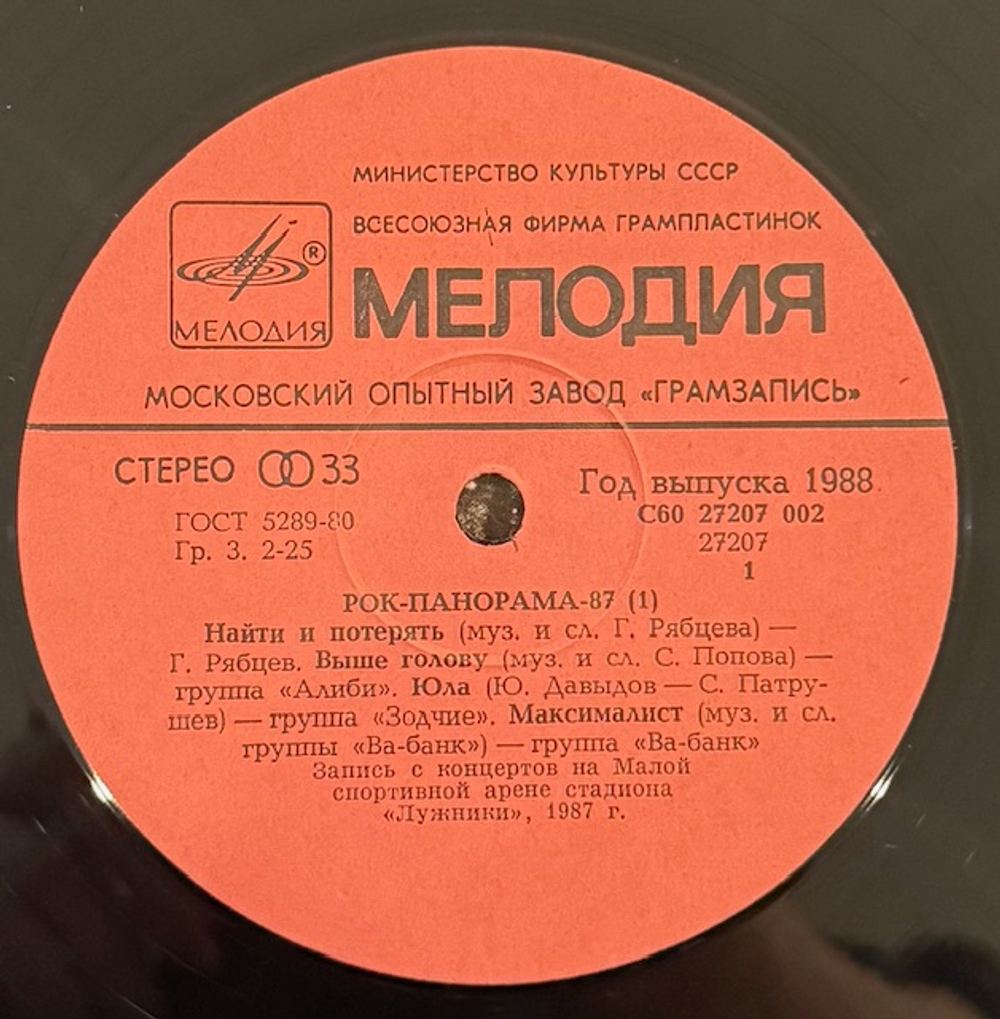 МИНИСТЕРСТВО КУЛЬТУРЫ СССР
ВСЕСОЮЗНАЯ ФИРМА ГРАМПЛАСТИНОК
®
МЕЛОДИЯ
МЕЛОДИЯ
МОСКОВСКИЙ ОПЫТНЫЙ ЗАВОД «ГРАМЗАПИСЬ»
СТЕРЕО 33
Год выпуска 1988
ГОСТ 5289-80
С60 27207 002
Гр. 3. 2-25
27207
1
РОК-ПАНОРАМА-87 (1)
Найти и потерять (муз. и сл. Г. Рябцева) —
Г. Рябцев. Выше голову (муз. и сл. С. Попова) —
группа «Алиби». Юла (Ю. Давыдов — С. Патру-
шев) — группа «Зодчие». Максималист (муз. и сл.
группы «Ва-банк») — группа «Ва-банк»
Запись с концертов на Малой
спортивной арене стадиона
«Лужники», 1987 г.